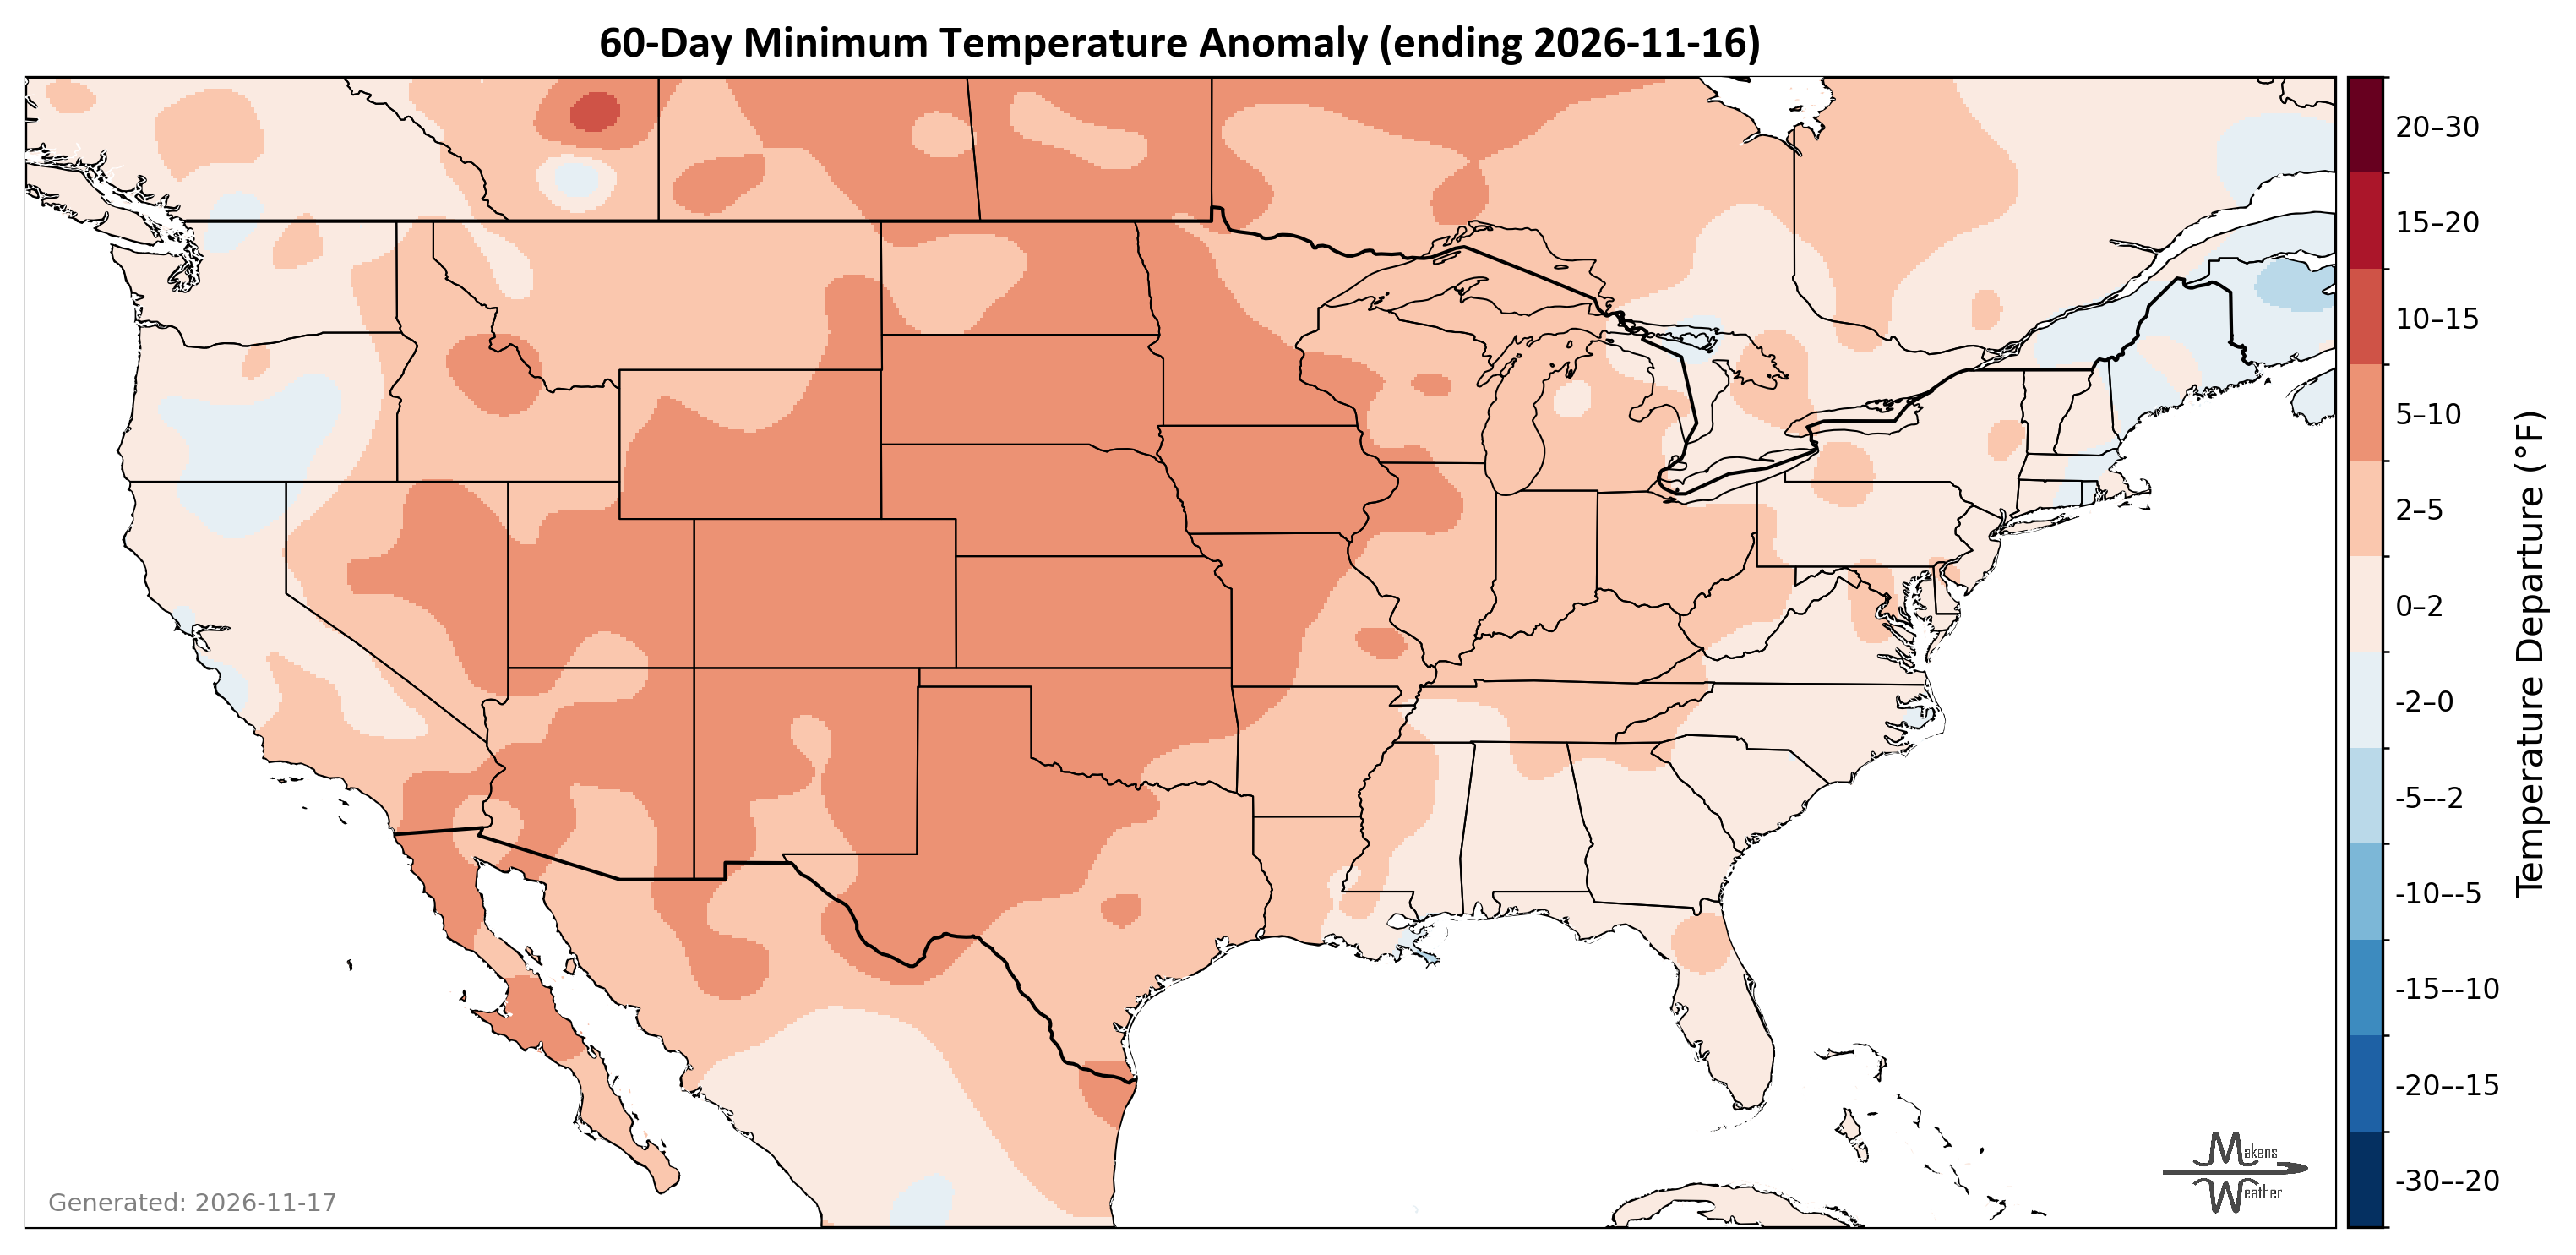 60-Day Minimum Temperature Anomaly (ending 2026-11-16)
20–30
15–20
10–15
5–10
2–5
0–2
-2–0
-5–-2
-10–-5
-15–-10
-20–-15
-30–-20
Temperature Departure (°F)
Generated: 2026-11-17
Makens
Weather